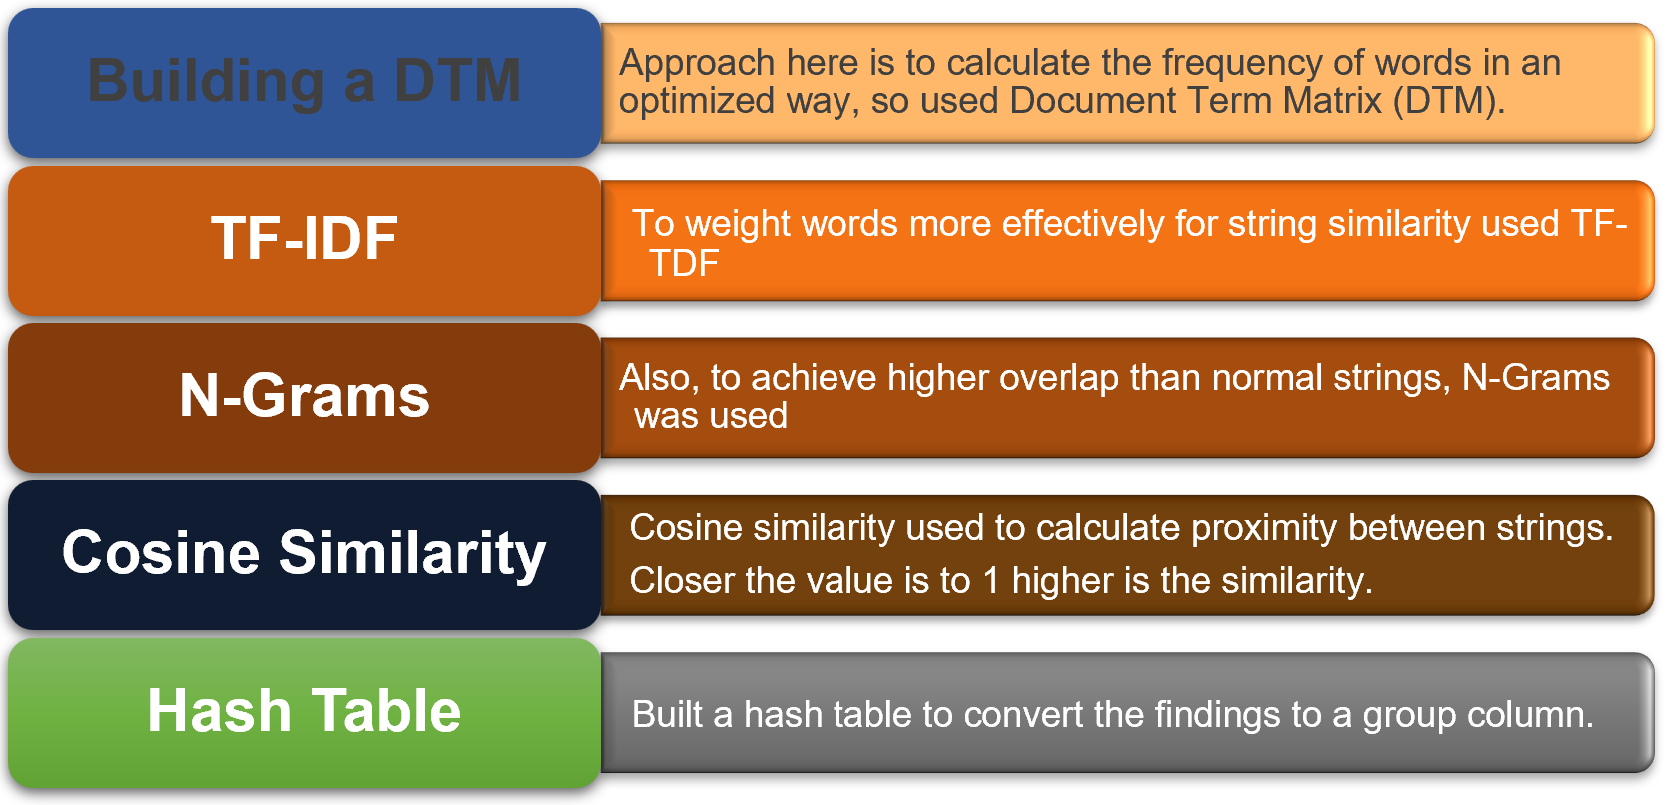 Building a DTM
Approach here is to calculate the frequency of words in an
optimized way, so used Document Term Matrix (DTM).
TF-IDF
To weight words more effectively for string similarity used TF-
TDF
N-Grams
Also, to achieve higher overlap than normal strings, N-Grams
was used
Cosine Similarity
Cosine similarity used to calculate proximity between strings.
Closer the value is to 1 higher is the similarity.
Hash Table
Built a hash table to convert the findings to a group column.